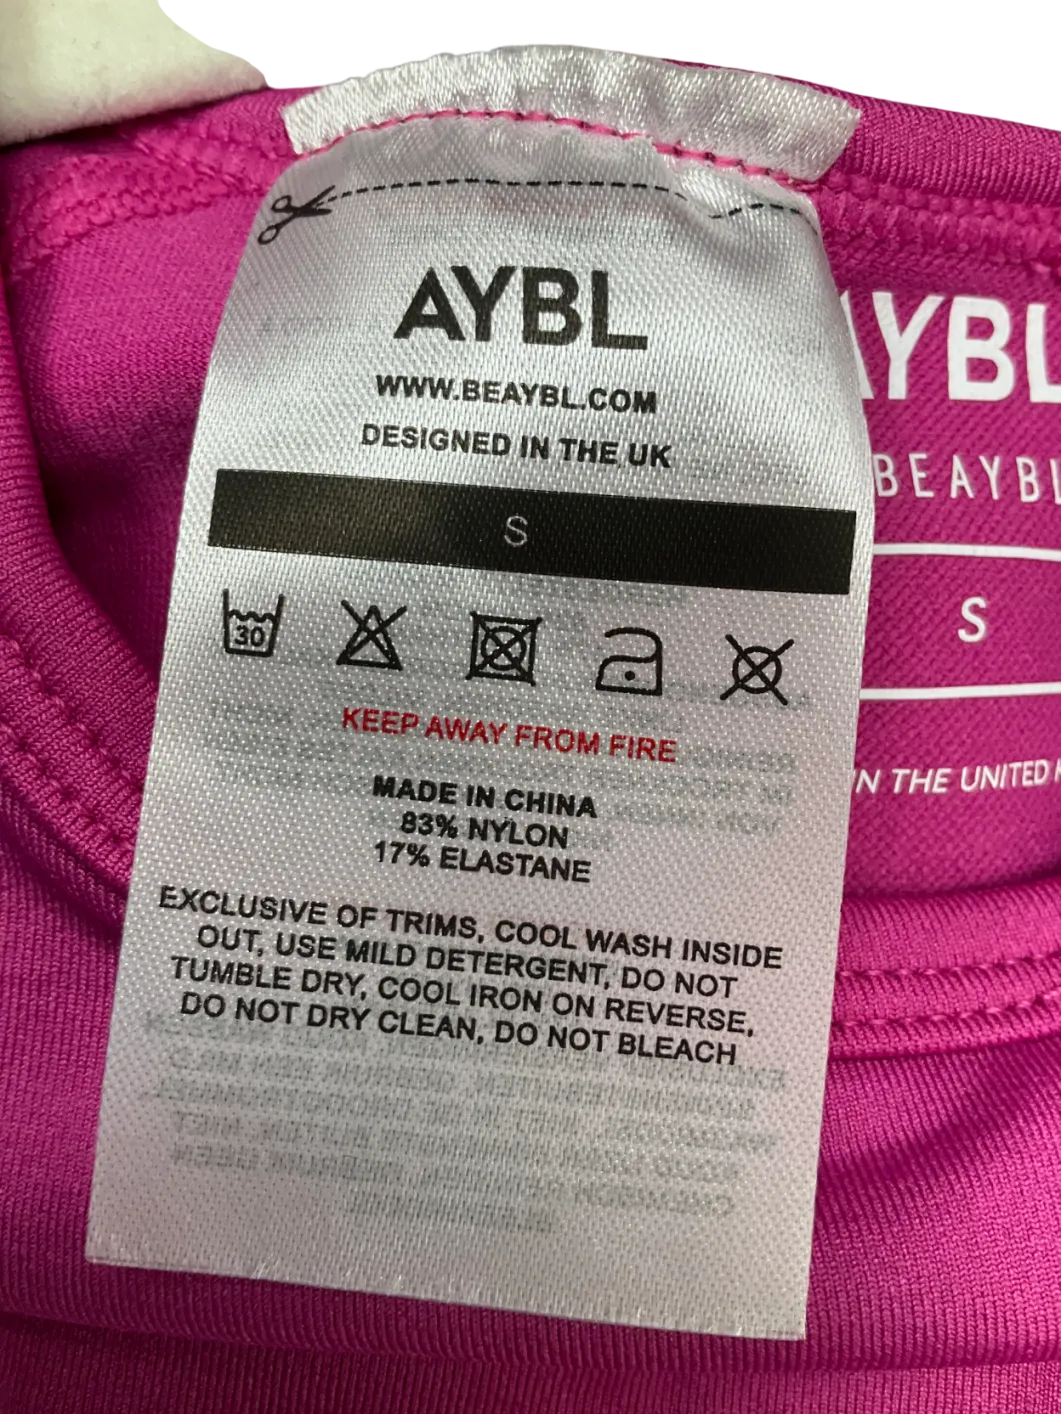 AYBL
WWW.BEAYBL.COM
DESIGNED IN THE UK
S
30
KEEP AWAY FROM FIRE
MADE IN CHINA
83% NYLON
17% ELASTANE
EXCLUSIVE OF TRIMS, COOL WASH INSIDE
OUT, USE MILD DETERGENT, DO NOT
TUMBLE DRY, COOL IRON ON REVERSE,
DO NOT DRY CLEAN, DO NOT BLEACH
AYBL
BEAYBL
S
IN THE UNITED